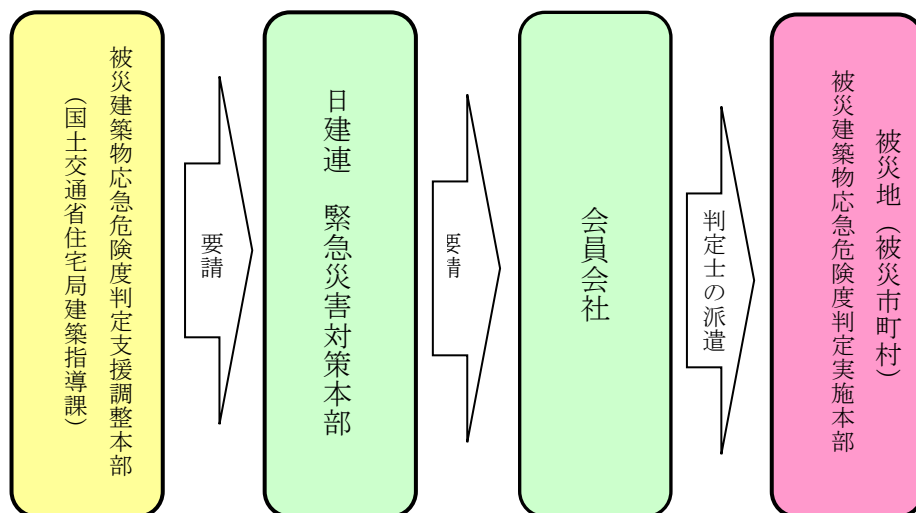 被災建築物応急危険度判定支援調整本部
（国土交通省住宅局建築指導課）
要請
日建連　緊急災害対策本部
要請
会員会社
判定士の派遣
被災地（被災市町村）
被災建築物応急危険度判定実施本部